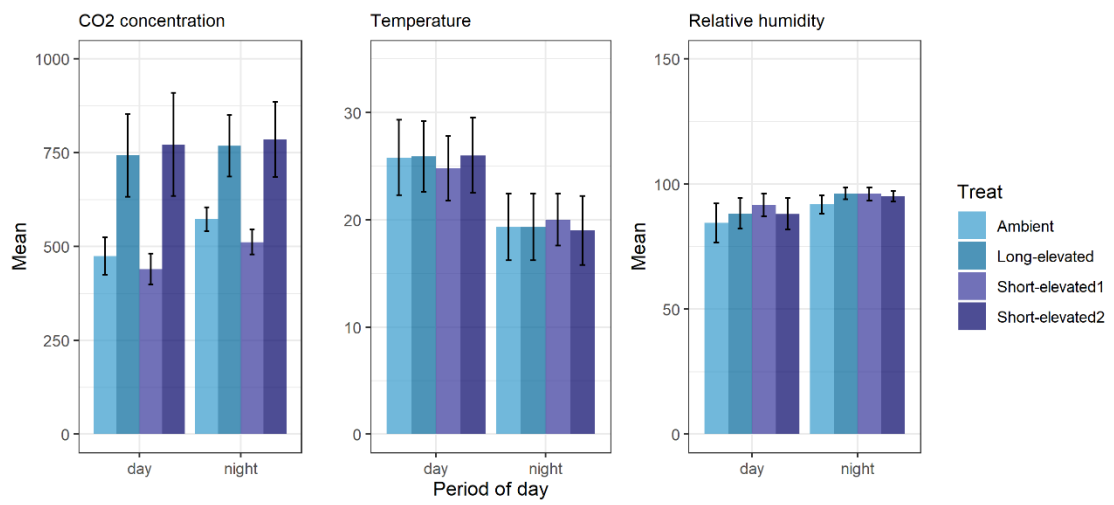 CO2 concentration
Temperature
Relative humidity
Mean
1000
750
500
250
0
day
night
30
20
10
0
day
night
Period of day
Mean
150
100
50
0
day
night
Treat
Ambient
Long-elevated
Short-elevated1
Short-elevated2